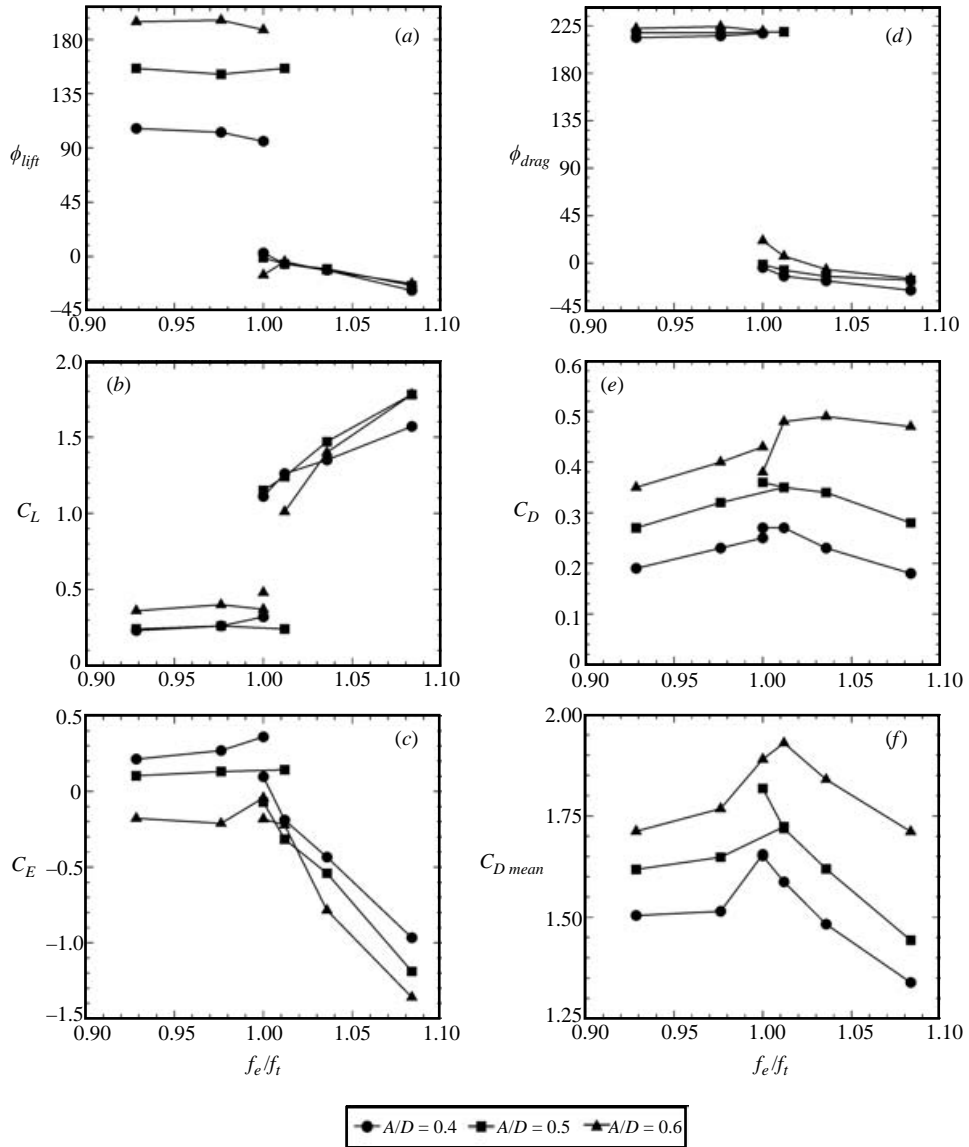 (a)
180
135
90
45
0
−45
ϕlift
0.90 0.95 1.00 1.05 1.10
(d)
225
180
135
90
45
0
−45
ϕdrag
0.90 0.95 1.00 1.05 1.10
(b)
2.0
1.5
1.0
0.5
0
CL
0.90 0.95 1.00 1.05 1.10
(e)
0.6
0.5
0.4
0.3
0.2
0.1
0
CD
0.90 0.95 1.00 1.05 1.10
(c)
0.5
0
−0.5
−1.0
−1.5
CE
0.90 0.95 1.00 1.05 1.10
fe/ft
(f)
2.00
1.75
1.50
1.25
CD mean
0.90 0.95 1.00 1.05 1.10
fe/ft
A/D = 0.4 A/D = 0.5 A/D = 0.6